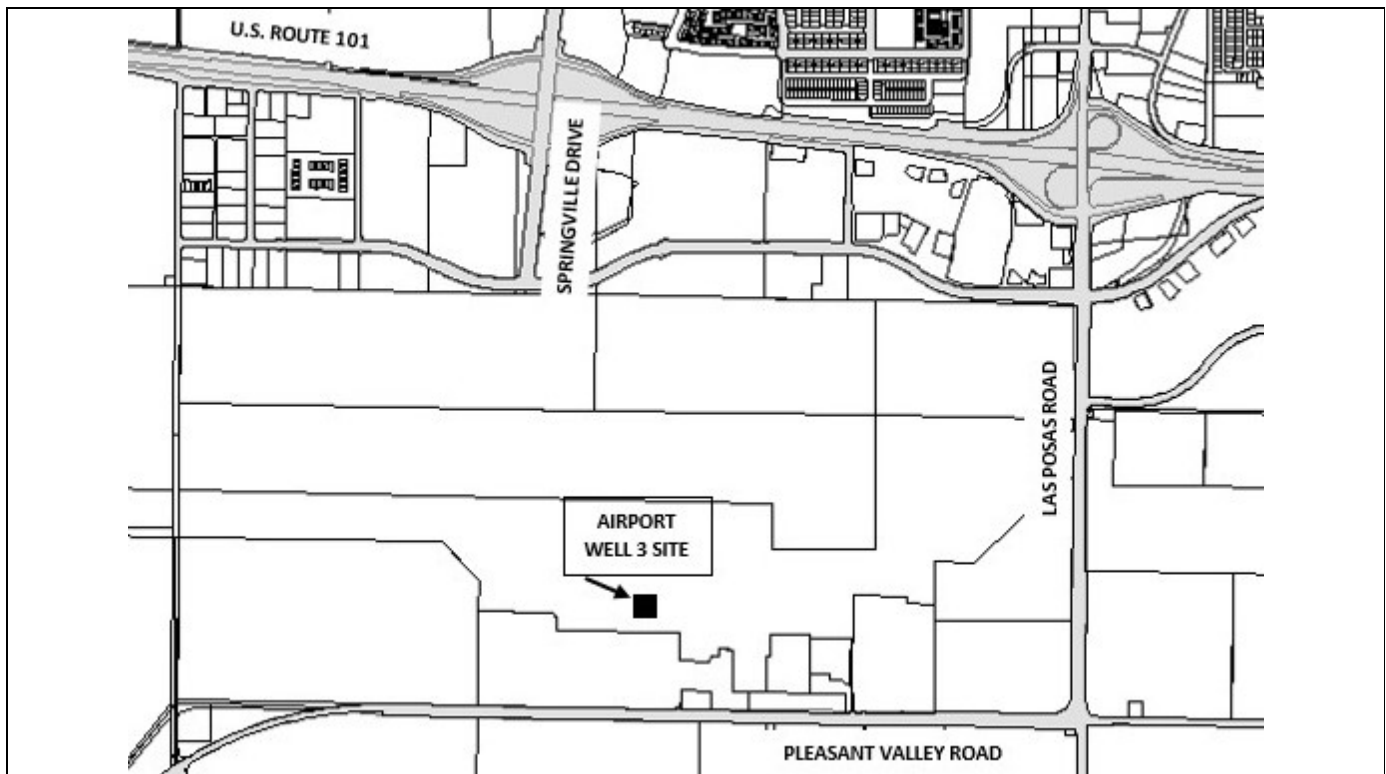 U.S. ROUTE 101
SPRINGVILLE DRIVE
LAS POSAS ROAD
AIRPORT
WELL 3 SITE
PLEASANT VALLEY ROAD